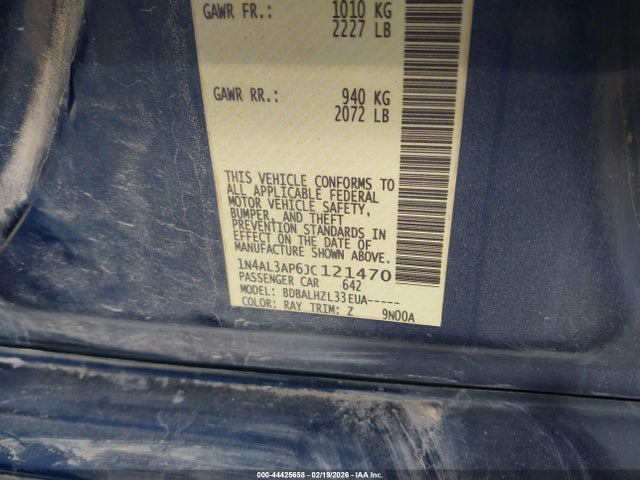 GAWR FR.: 1010 KG
2227 LB
GAWR RR.: 940 KG
2072 LB
THIS VEHICLE CONFORMS TO
ALL APPLICABLE FEDERAL
MOTOR VEHICLE SAFETY,
BUMPER, AND THEFT
PREVENTION STANDARDS IN
EFFECT ON THE DATE OF
MANUFACTURE SHOWN ABOVE.
1N4AL3AP6JC121470
PASSENGER CAR 642
MODEL: BDBALHZL33EUA-----
COLOR: RAY TRIM: Z 9N00A
000-44425658 - 02/19/2026 - IAA Inc.